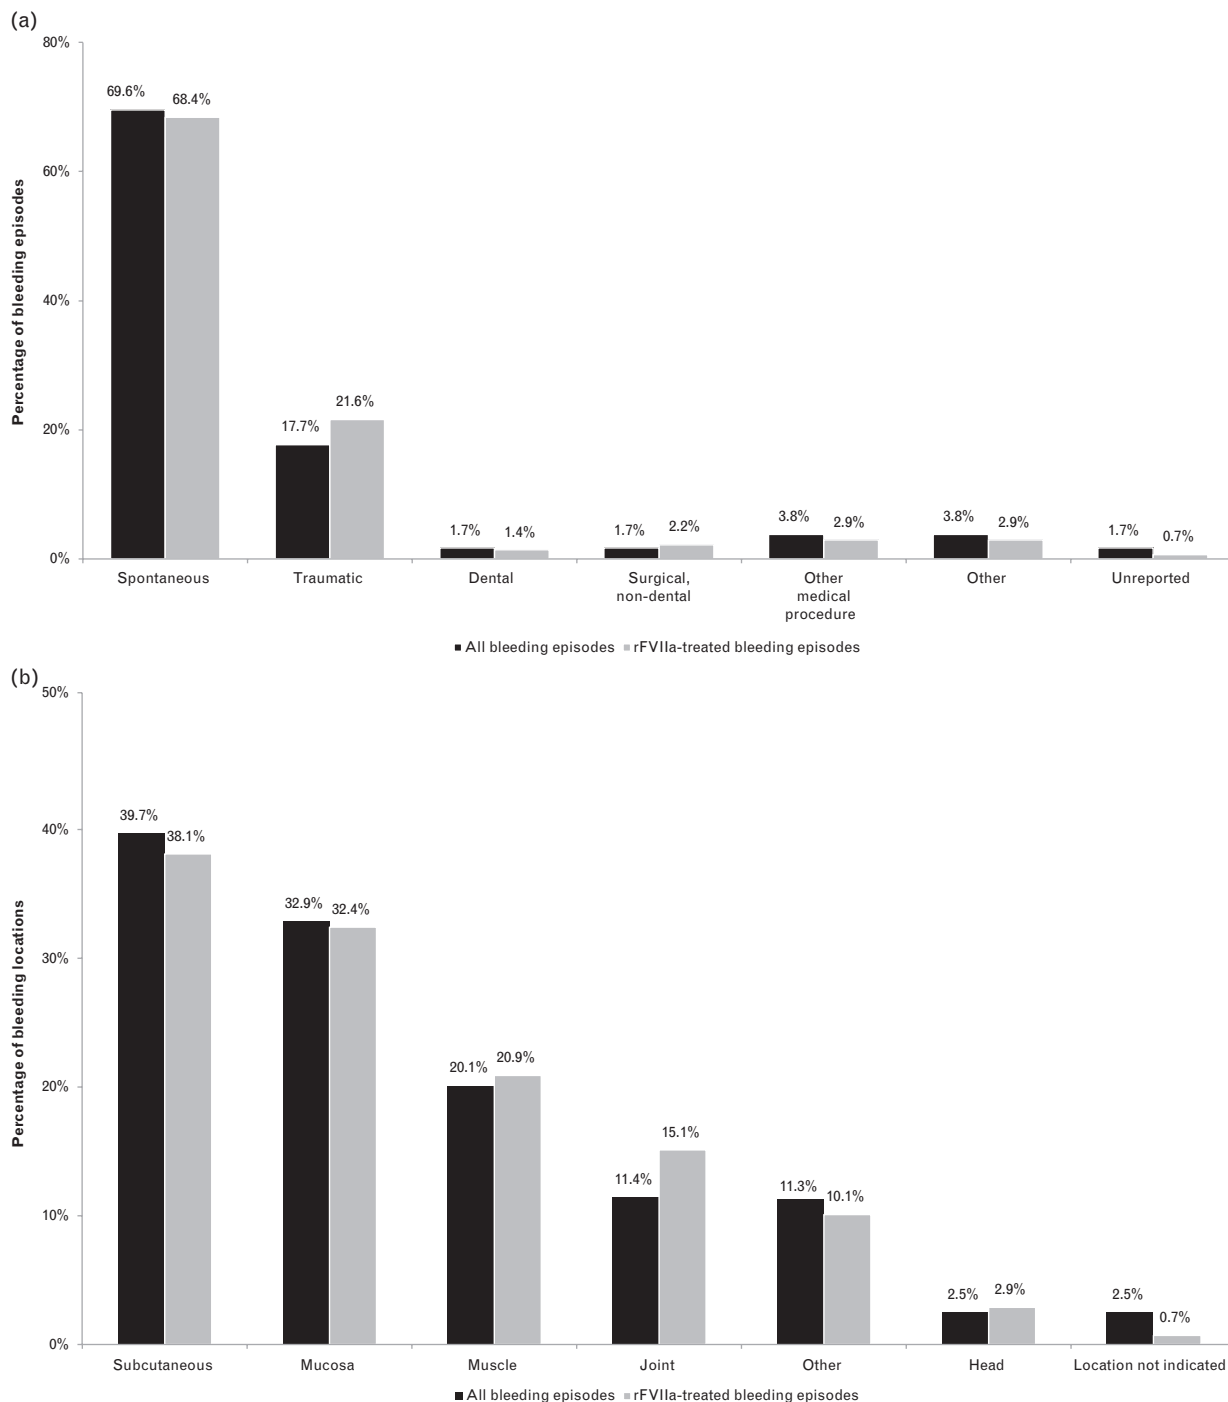 (a)
80%
60%
40%
20%
0%
Percentage of bleeding episodes
69.6%
68.4%
17.7%
21.6%
1.7%
1.4%
1.7%
2.2%
3.8%
2.9%
3.8%
2.9%
1.7%
0.7%
Spontaneous
Traumatic
Dental
Surgical,
non-dental
Other
medical
procedure
Other
Unreported
All bleeding episodes
rFVIIa-treated bleeding episodes
(b)
50%
40%
30%
20%
10%
0%
Percentage of bleeding locations
39.7%
38.1%
32.9%
32.4%
20.1%
20.9%
11.4%
15.1%
11.3%
10.1%
2.5%
2.9%
2.5%
0.7%
Subcutaneous
Mucosa
Muscle
Joint
Other
Head
Location not indicated
All bleeding episodes
rFVIIa-treated bleeding episodes